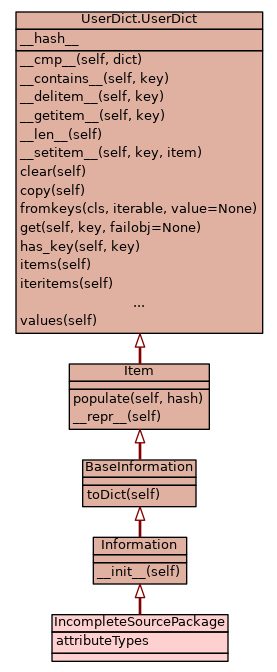 UserDict.UserDict
__hash__
__cmp__(self, dict)
__contains__(self, key)
__delitem__(self, key)
__getitem__(self, key)
__len__(self)
__setitem__(self, key, item)
clear(self)
copy(self)
fromkeys(cls, iterable, value=None)
get(self, key, failobj=None)
has_key(self, key)
items(self)
iteritems(self)
...
values(self)
Item
populate(self, hash)
__repr__(self)
BaseInformation
toDict(self)
Information
__init__(self)
IncompleteSourcePackage
attributeTypes